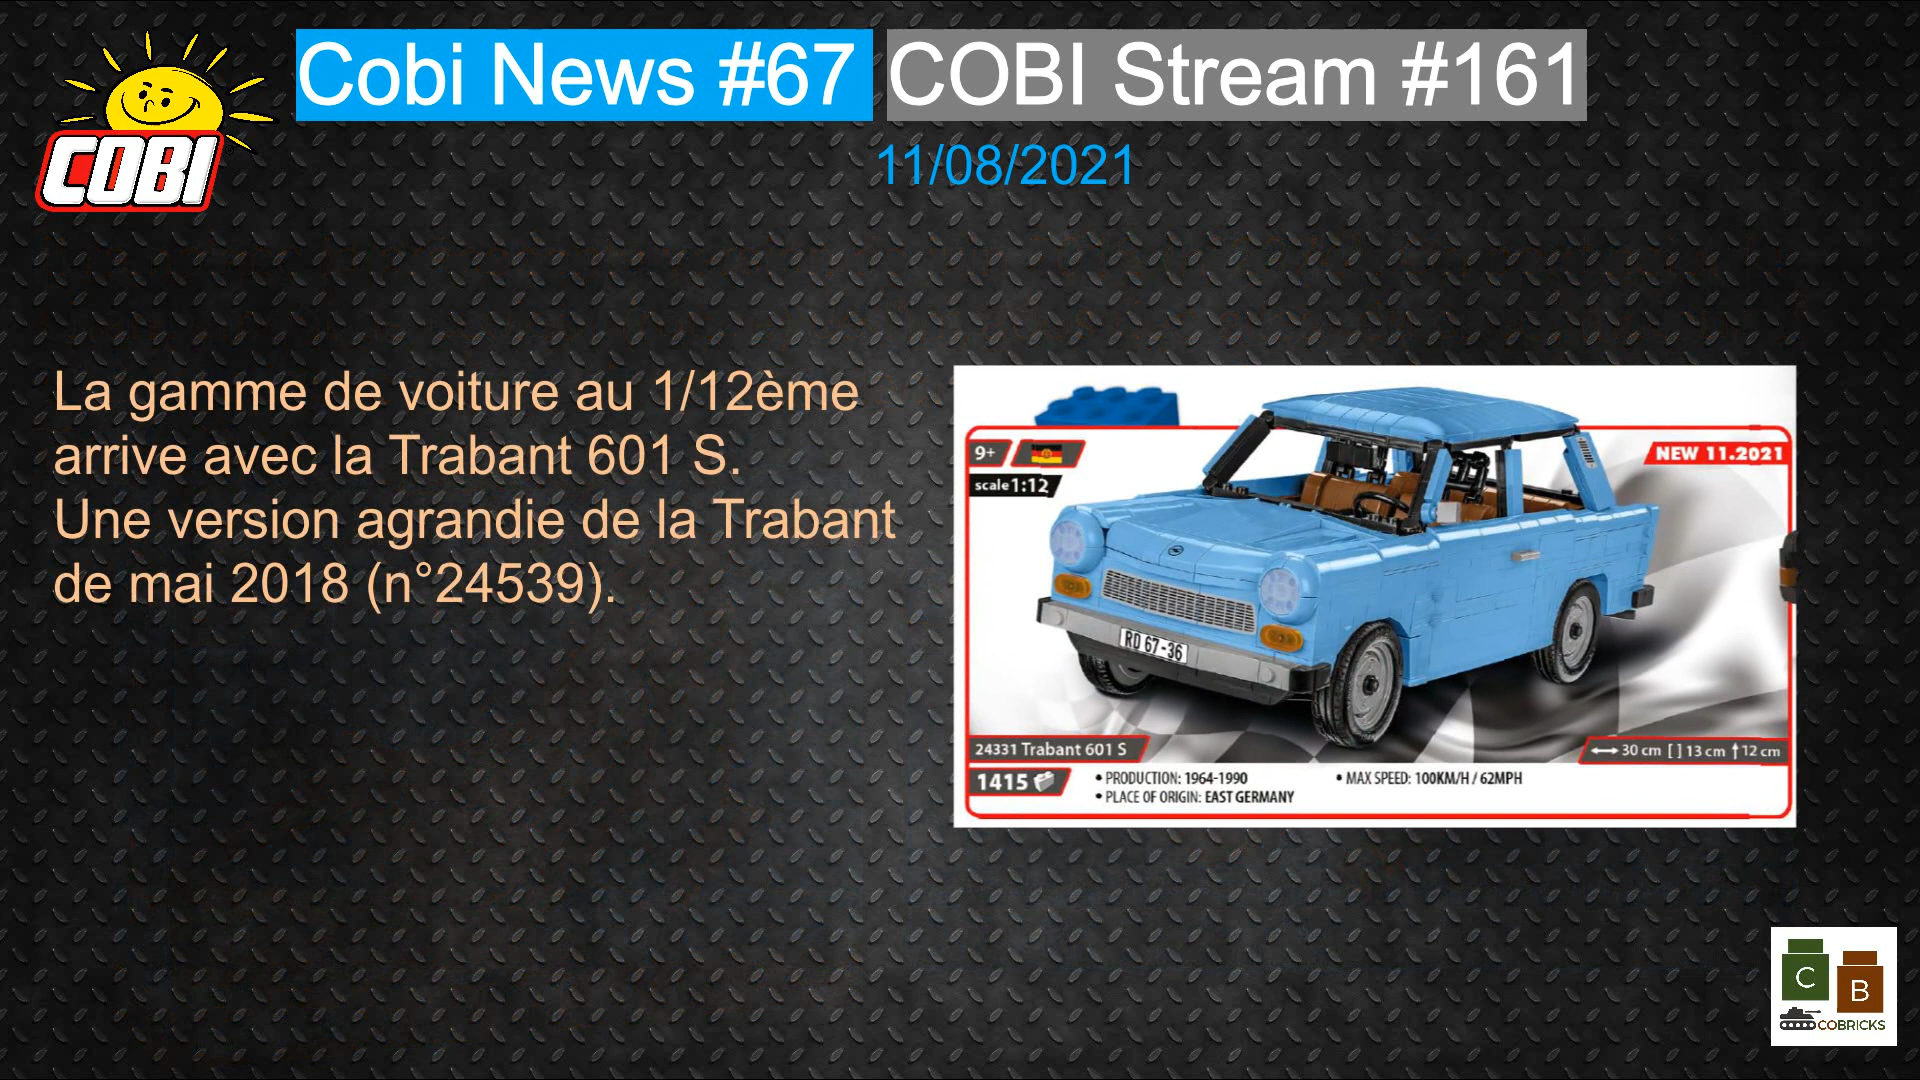 Cobi News #67 COBI Stream #161
COBI
11/08/2021
La gamme de voiture au 1/12ème
arrive avec la Trabant 601 S.
Une version agrandie de la Trabant
de mai 2018 (n°24539).
9+
NEW 11.2021
scale 1:12
RD 67-36
24331 Trabant 601 S
30 cm [ ] 13 cm 12 cm
1415
• PRODUCTION: 1964-1990
• MAX SPEED: 100KM/H / 62MPH
• PLACE OF ORIGIN: EAST GERMANY
C
B
COBRICKS